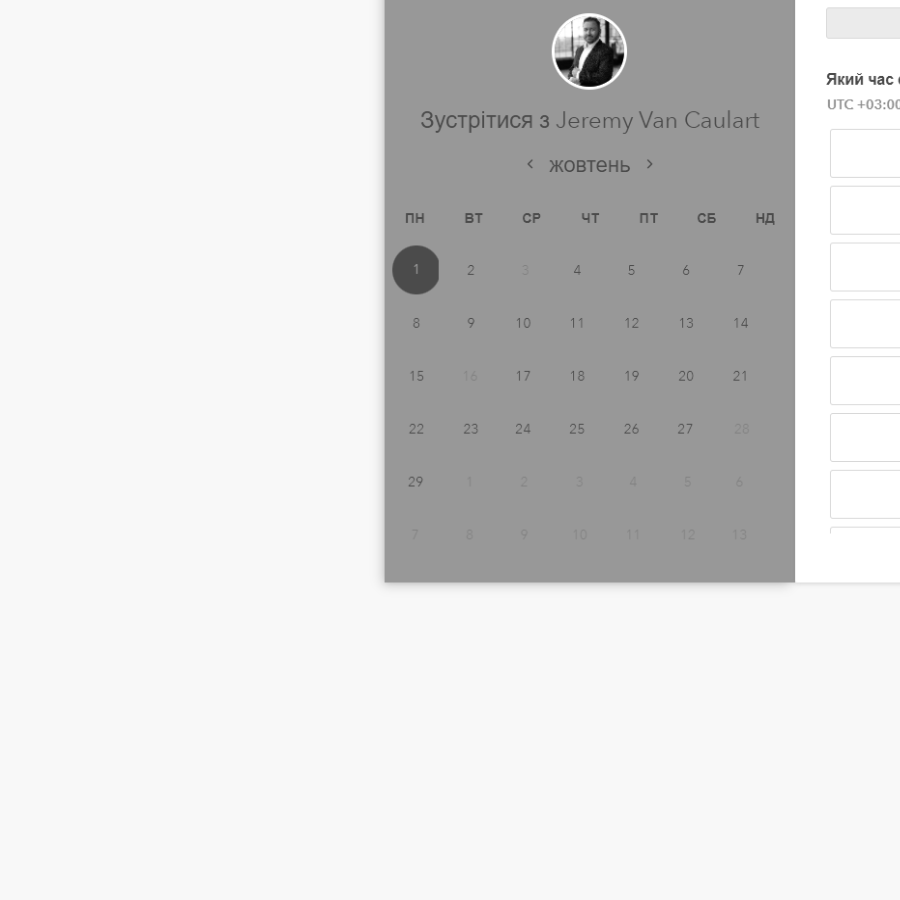 Зустрітися з Jeremy Van Caulart
жовтень
ПН ВТ СР ЧТ ПТ СБ НД
1 2 3 4 5 6 7
8 9 10 11 12 13 14
15 16 17 18 19 20 21
22 23 24 25 26 27 28
29 1 2 3 4 5 6
7 8 9 10 11 12 13
Який час
UTC +03:00